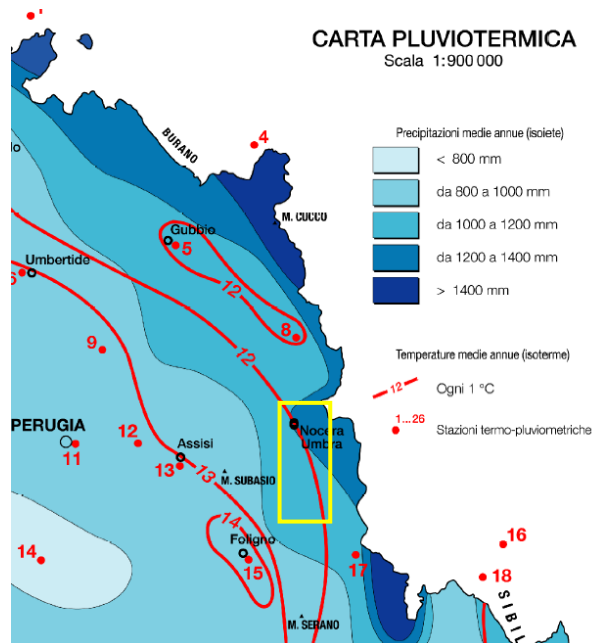 CARTA PLUVIOTERMICA
Scala 1:900 000
Precipitazioni medie annue (isoiete)
< 800 mm
da 800 a 1000 mm
da 1000 a 1200 mm
da 1200 a 1400 mm
> 1400 mm
Temperature medie annue (isoterme)
12
Ogni 1 °C
1...26
Stazioni termo-pluviometriche
BURANO
4
M. CUCCO
Gubbio
5
12
8
Umbertide
6
9
12
Nocera
Umbra
PERUGIA
11
12
Assisi
13
13
M. SUBASIO
14
Foligno
15
14
17
16
18
M. SERANO
SIBIL